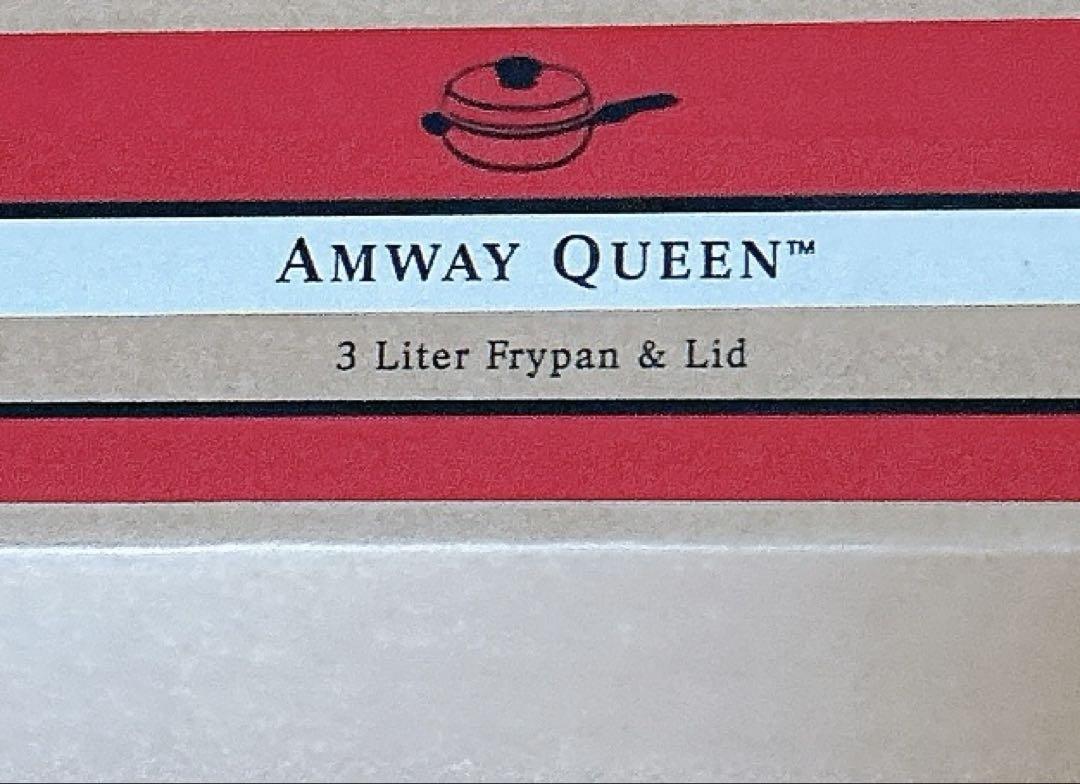 AMWAY QUEEN™
3 Liter Frypan & Lid